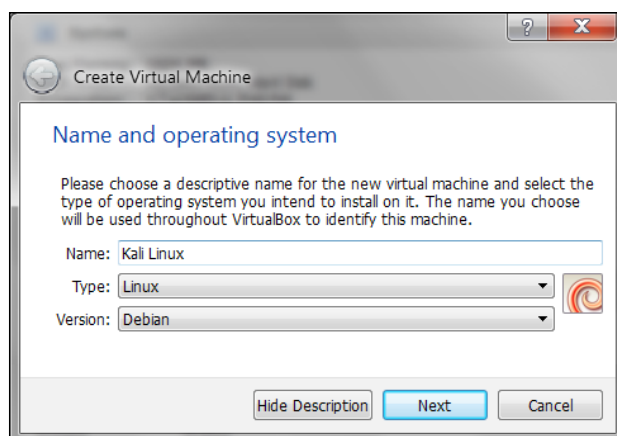 Create Virtual Machine
Name and operating system
Please choose a descriptive name for the new virtual machine and select the
type of operating system you intend to install on it. The name you choose
will be used throughout VirtualBox to identify this machine.
Name: Kali Linux
Type: Linux
Version: Debian
Hide Description Next Cancel